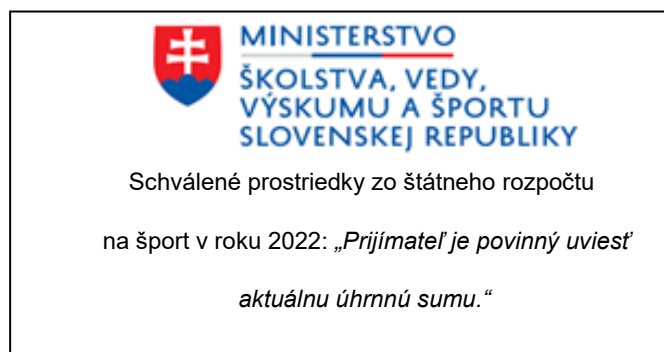 MINISTERSTVO
ŠKOLSTVA, VEDY,
VÝSKUMU A ŠPORTU
SLOVENSKEJ REPUBLIKY
Schválené prostriedky zo štátneho rozpočtu
na šport v roku 2022: „Prijímateľ je povinný uviesť
aktuálnu úhrnnú sumu.“